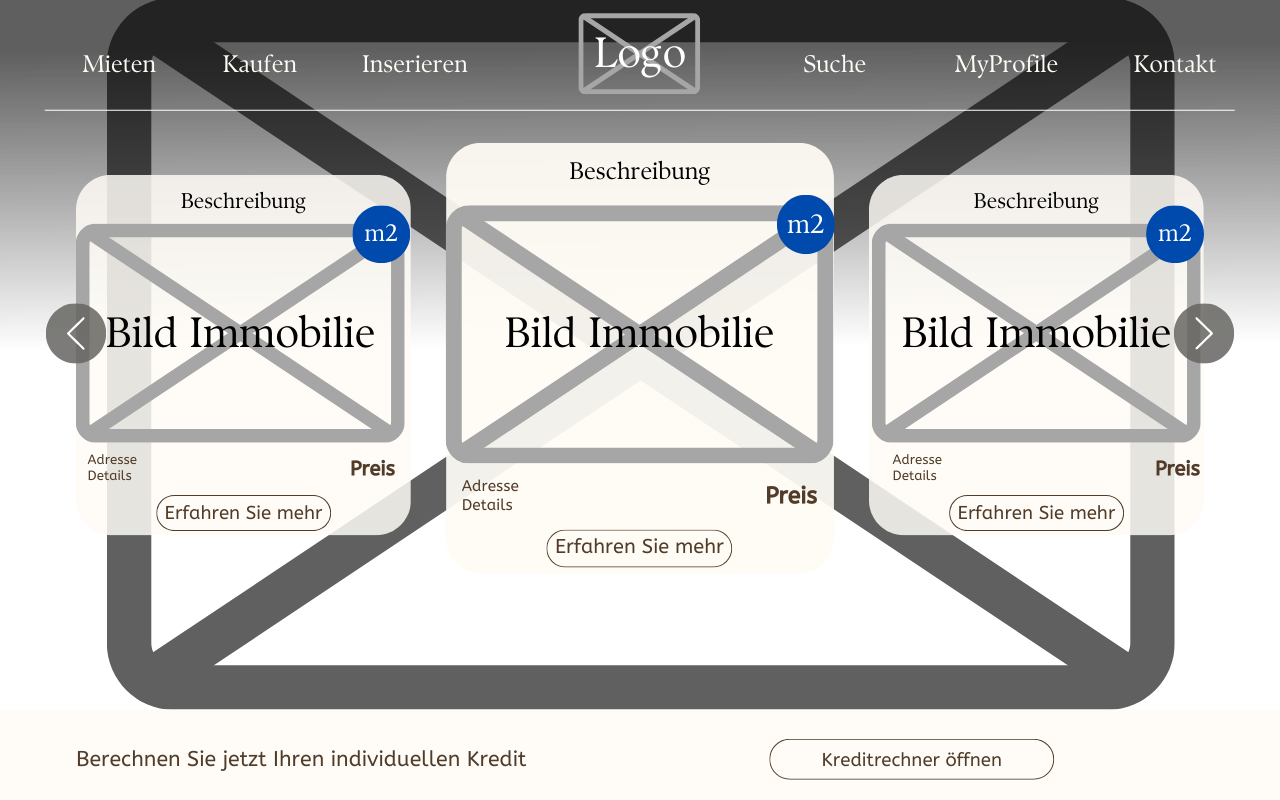 Mieten
Kaufen
Inserieren
Logo
Suche
MyProfile
Kontakt
Beschreibung
m2
Bild Immobilie
Adresse
Details
Preis
Erfahren Sie mehr
Beschreibung
m2
Bild Immobilie
Adresse
Details
Preis
Erfahren Sie mehr
Beschreibung
m2
Bild Immobilie
Adresse
Details
Preis
Erfahren Sie mehr
Berechnen Sie jetzt Ihren individuellen Kredit
Kreditrechner öffnen